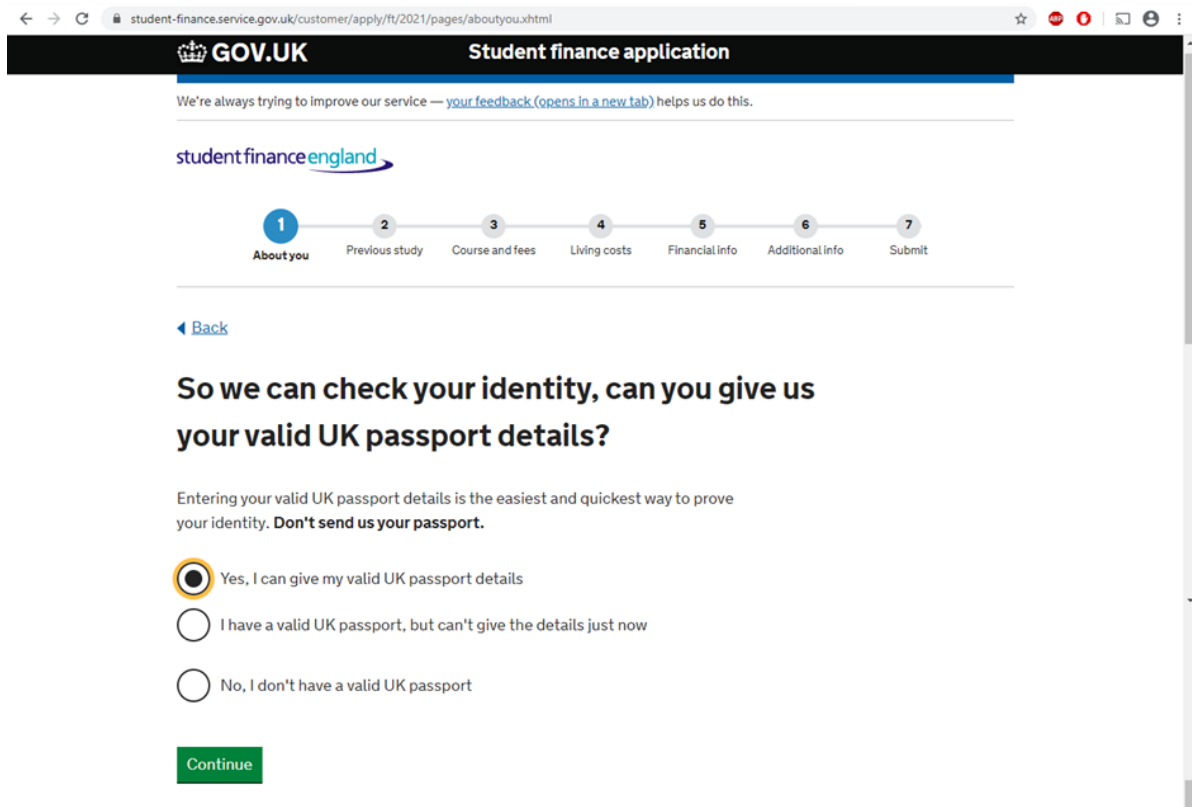 student-finance.service.gov.uk/customer/apply/ft/2021/pages/aboutyou.xhtml
ABP
GOV.UK
Student finance application
We're always trying to improve our service — your feedback (opens in a new tab) helps us do this.
student finance england
1 2 3 4 5 6 7
About you Previous study Course and fees Living costs Financial info Additional info Submit
Back
So we can check your identity, can you give us
your valid UK passport details?
Entering your valid UK passport details is the easiest and quickest way to prove
your identity. Don't send us your passport.
Yes, I can give my valid UK passport details
I have a valid UK passport, but can't give the details just now
No, I don't have a valid UK passport
Continue